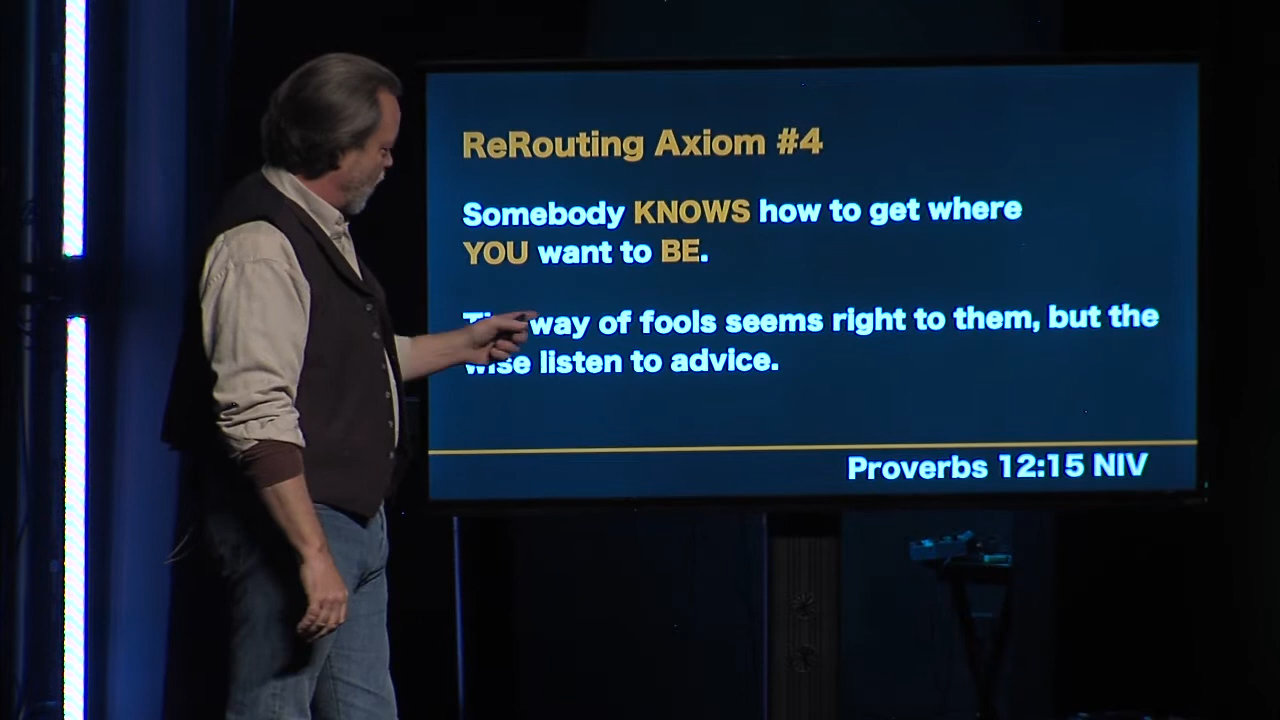 ReRouting Axiom #4
Somebody KNOWS how to get where
YOU want to BE.
way of fools seems right to them, but the
wise listen to advice.
Proverbs 12:15 NIV